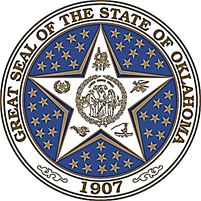 GREAT SEAL OF THE STATE OF OKLAHOMA
1907